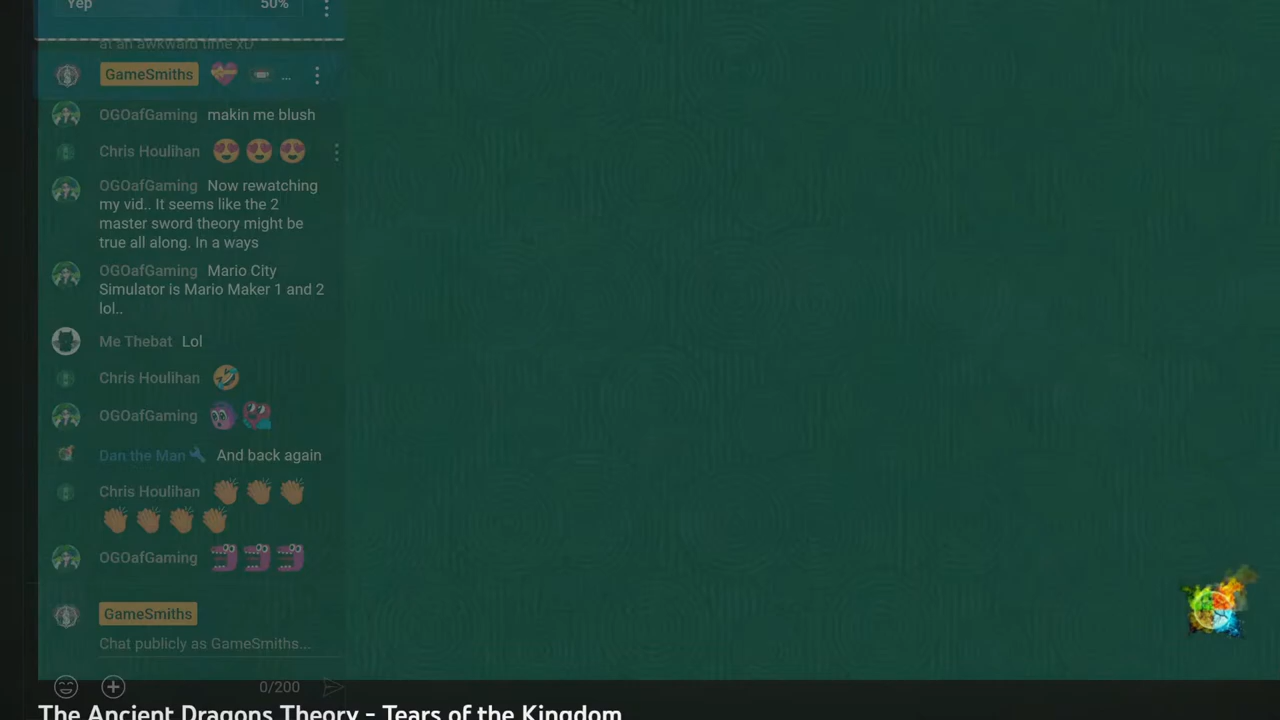 Yep 50%
at an awkward time xD
GameSmiths ...
OGOafGaming makin me blush
Chris Houlihan
OGOafGaming Now rewatching
my vid.. It seems like the 2
master sword theory might be
true all along. In a ways
OGOafGaming Mario City
Simulator is Mario Maker 1 and 2
lol..
Me Thebat Lol
Chris Houlihan
OGOafGaming
Dan the Man And back again
Chris Houlihan
OGOafGaming
GameSmiths
Chat publicly as GameSmiths...
0/200
The Ancient Dragons Theory - Tears of the Kingdom